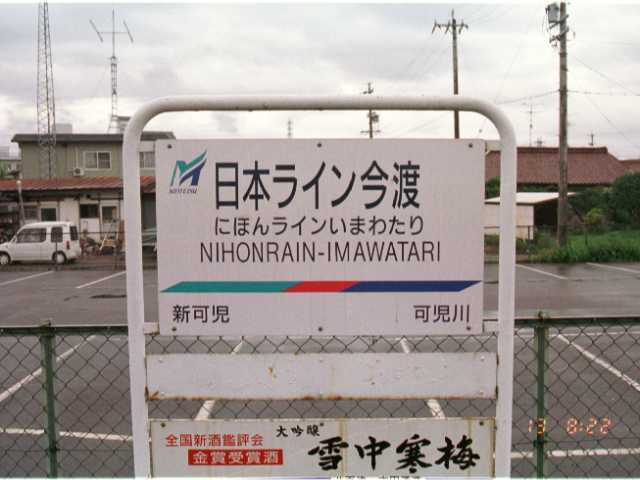 MEITETSU
日本ライン今渡
にほんラインいまわたり
NIHONRAIN-IMAWATARI
新可児 可児川
全国新酒鑑評会
金賞受賞酒
大吟醸
雪中寒梅
13 8:22